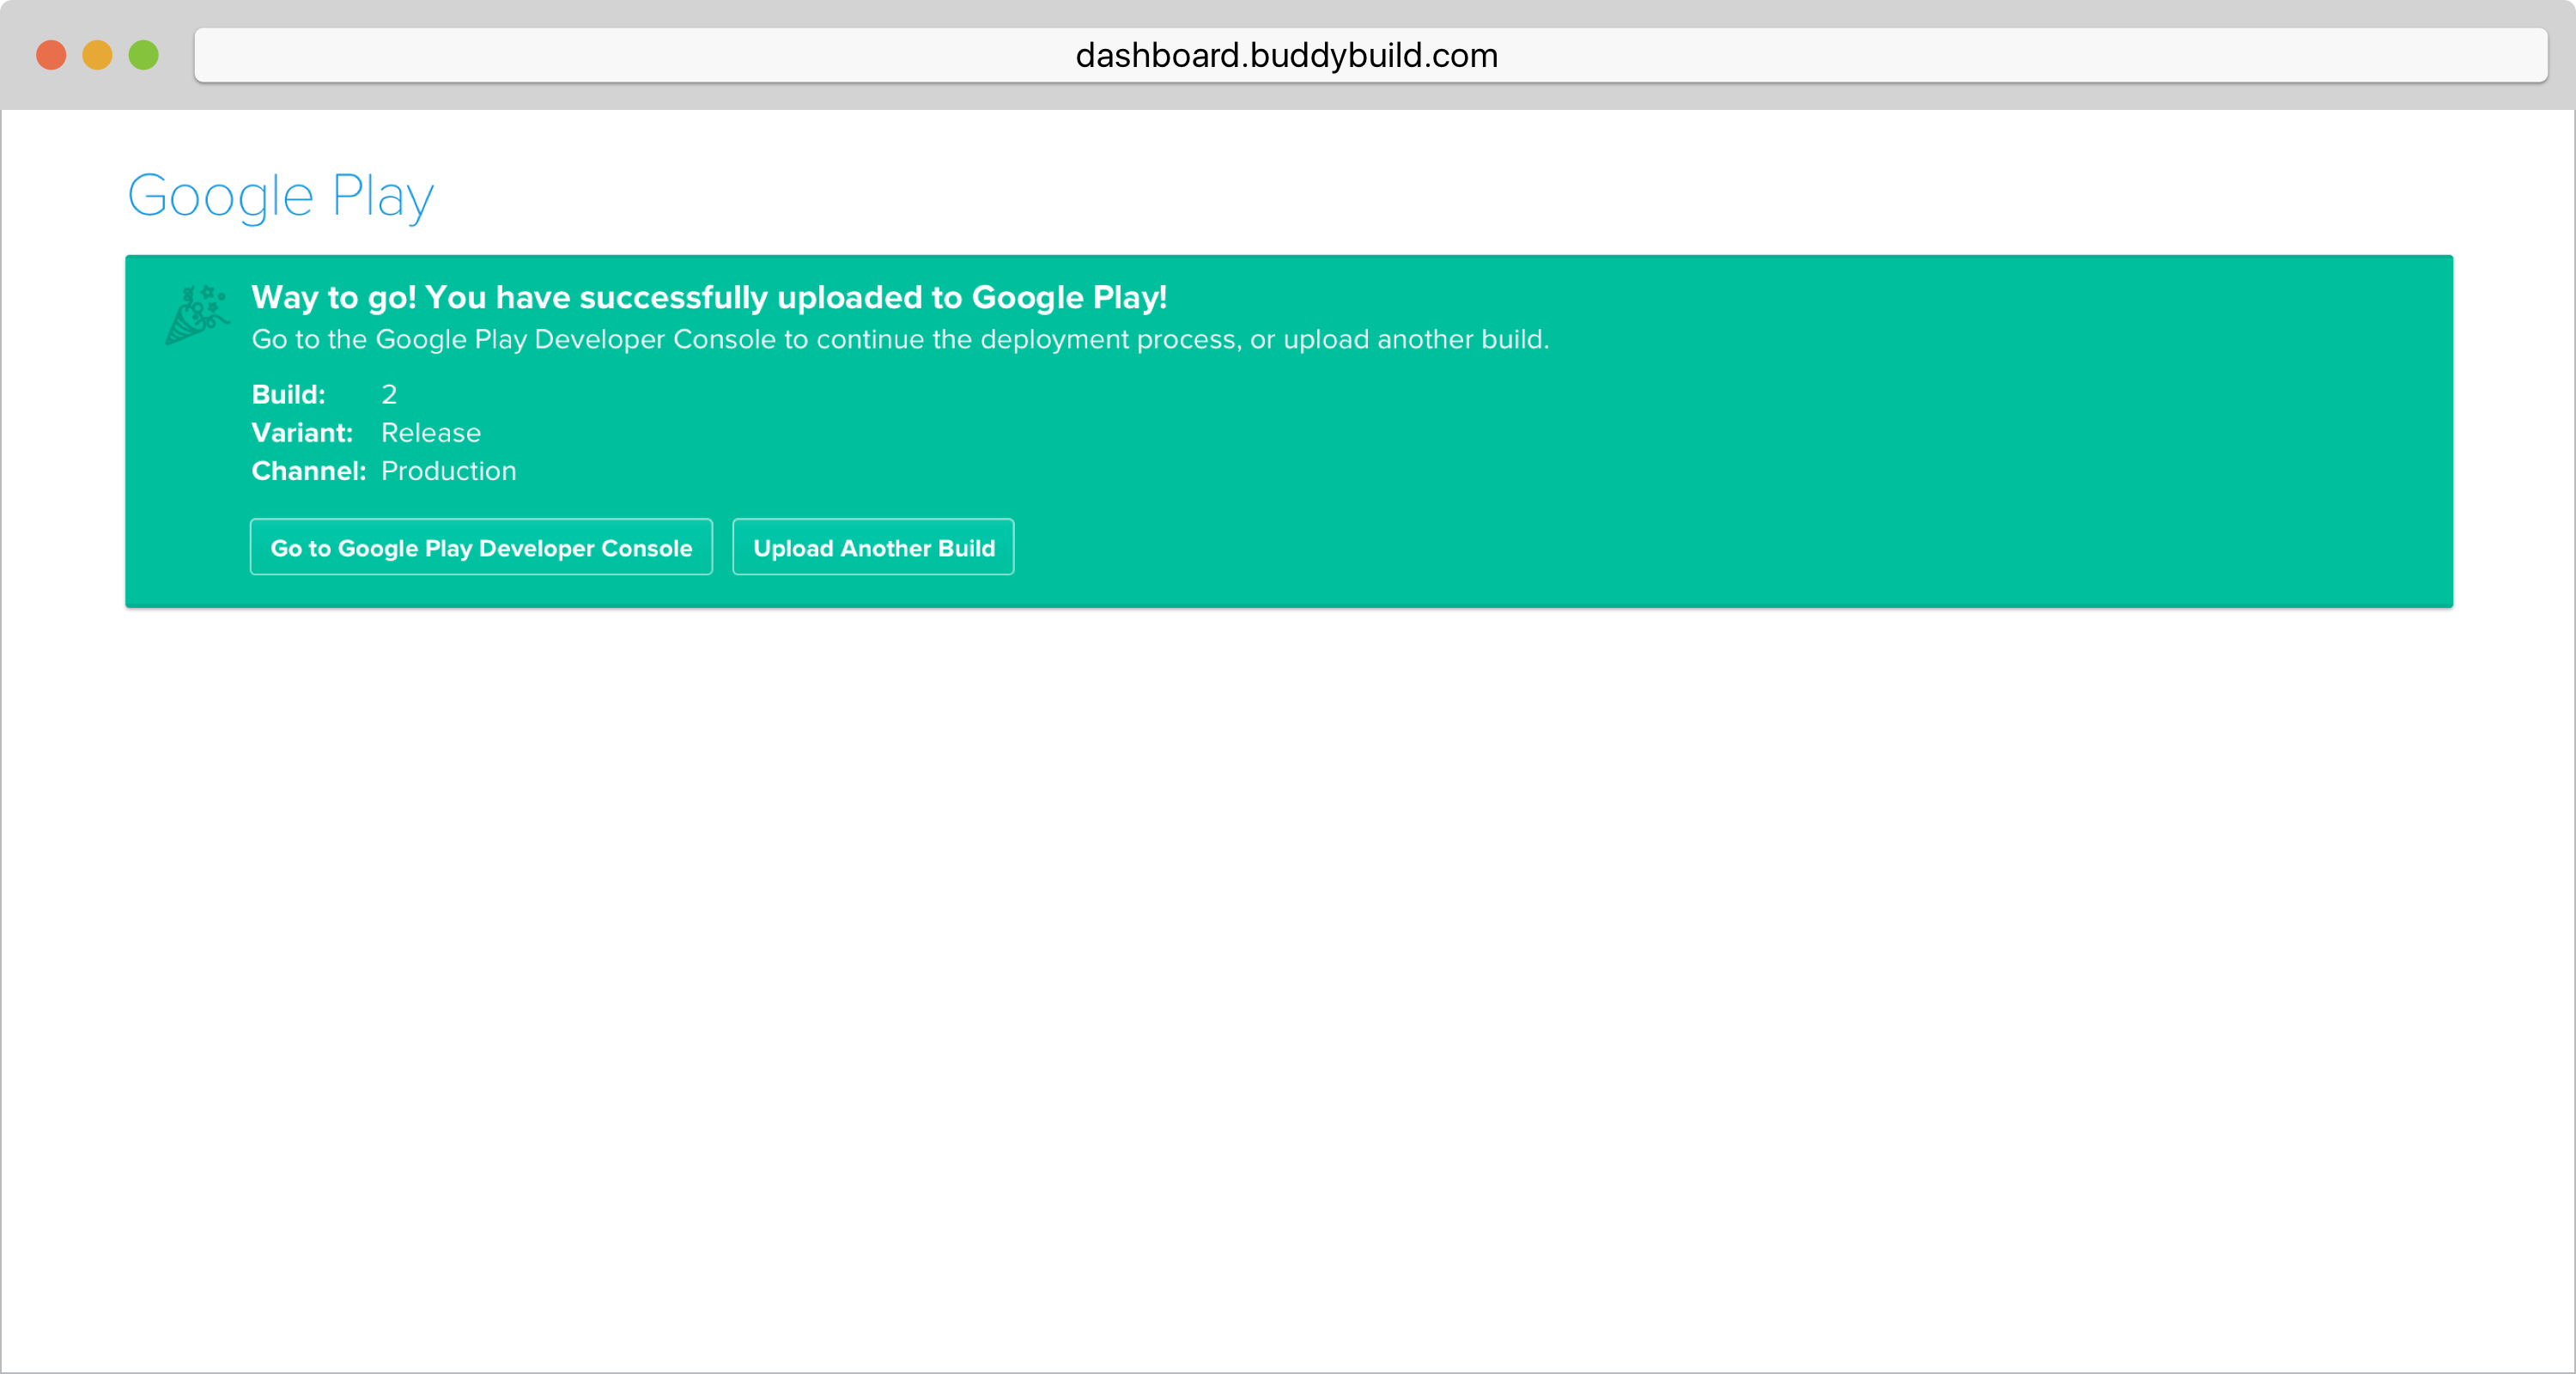 dashboard.buddybuild.com
Google Play
Way to go! You have successfully uploaded to Google Play!
Go to the Google Play Developer Console to continue the deployment process, or upload another build.
Build: 2
Variant: Release
Channel: Production
Go to Google Play Developer Console Upload Another Build